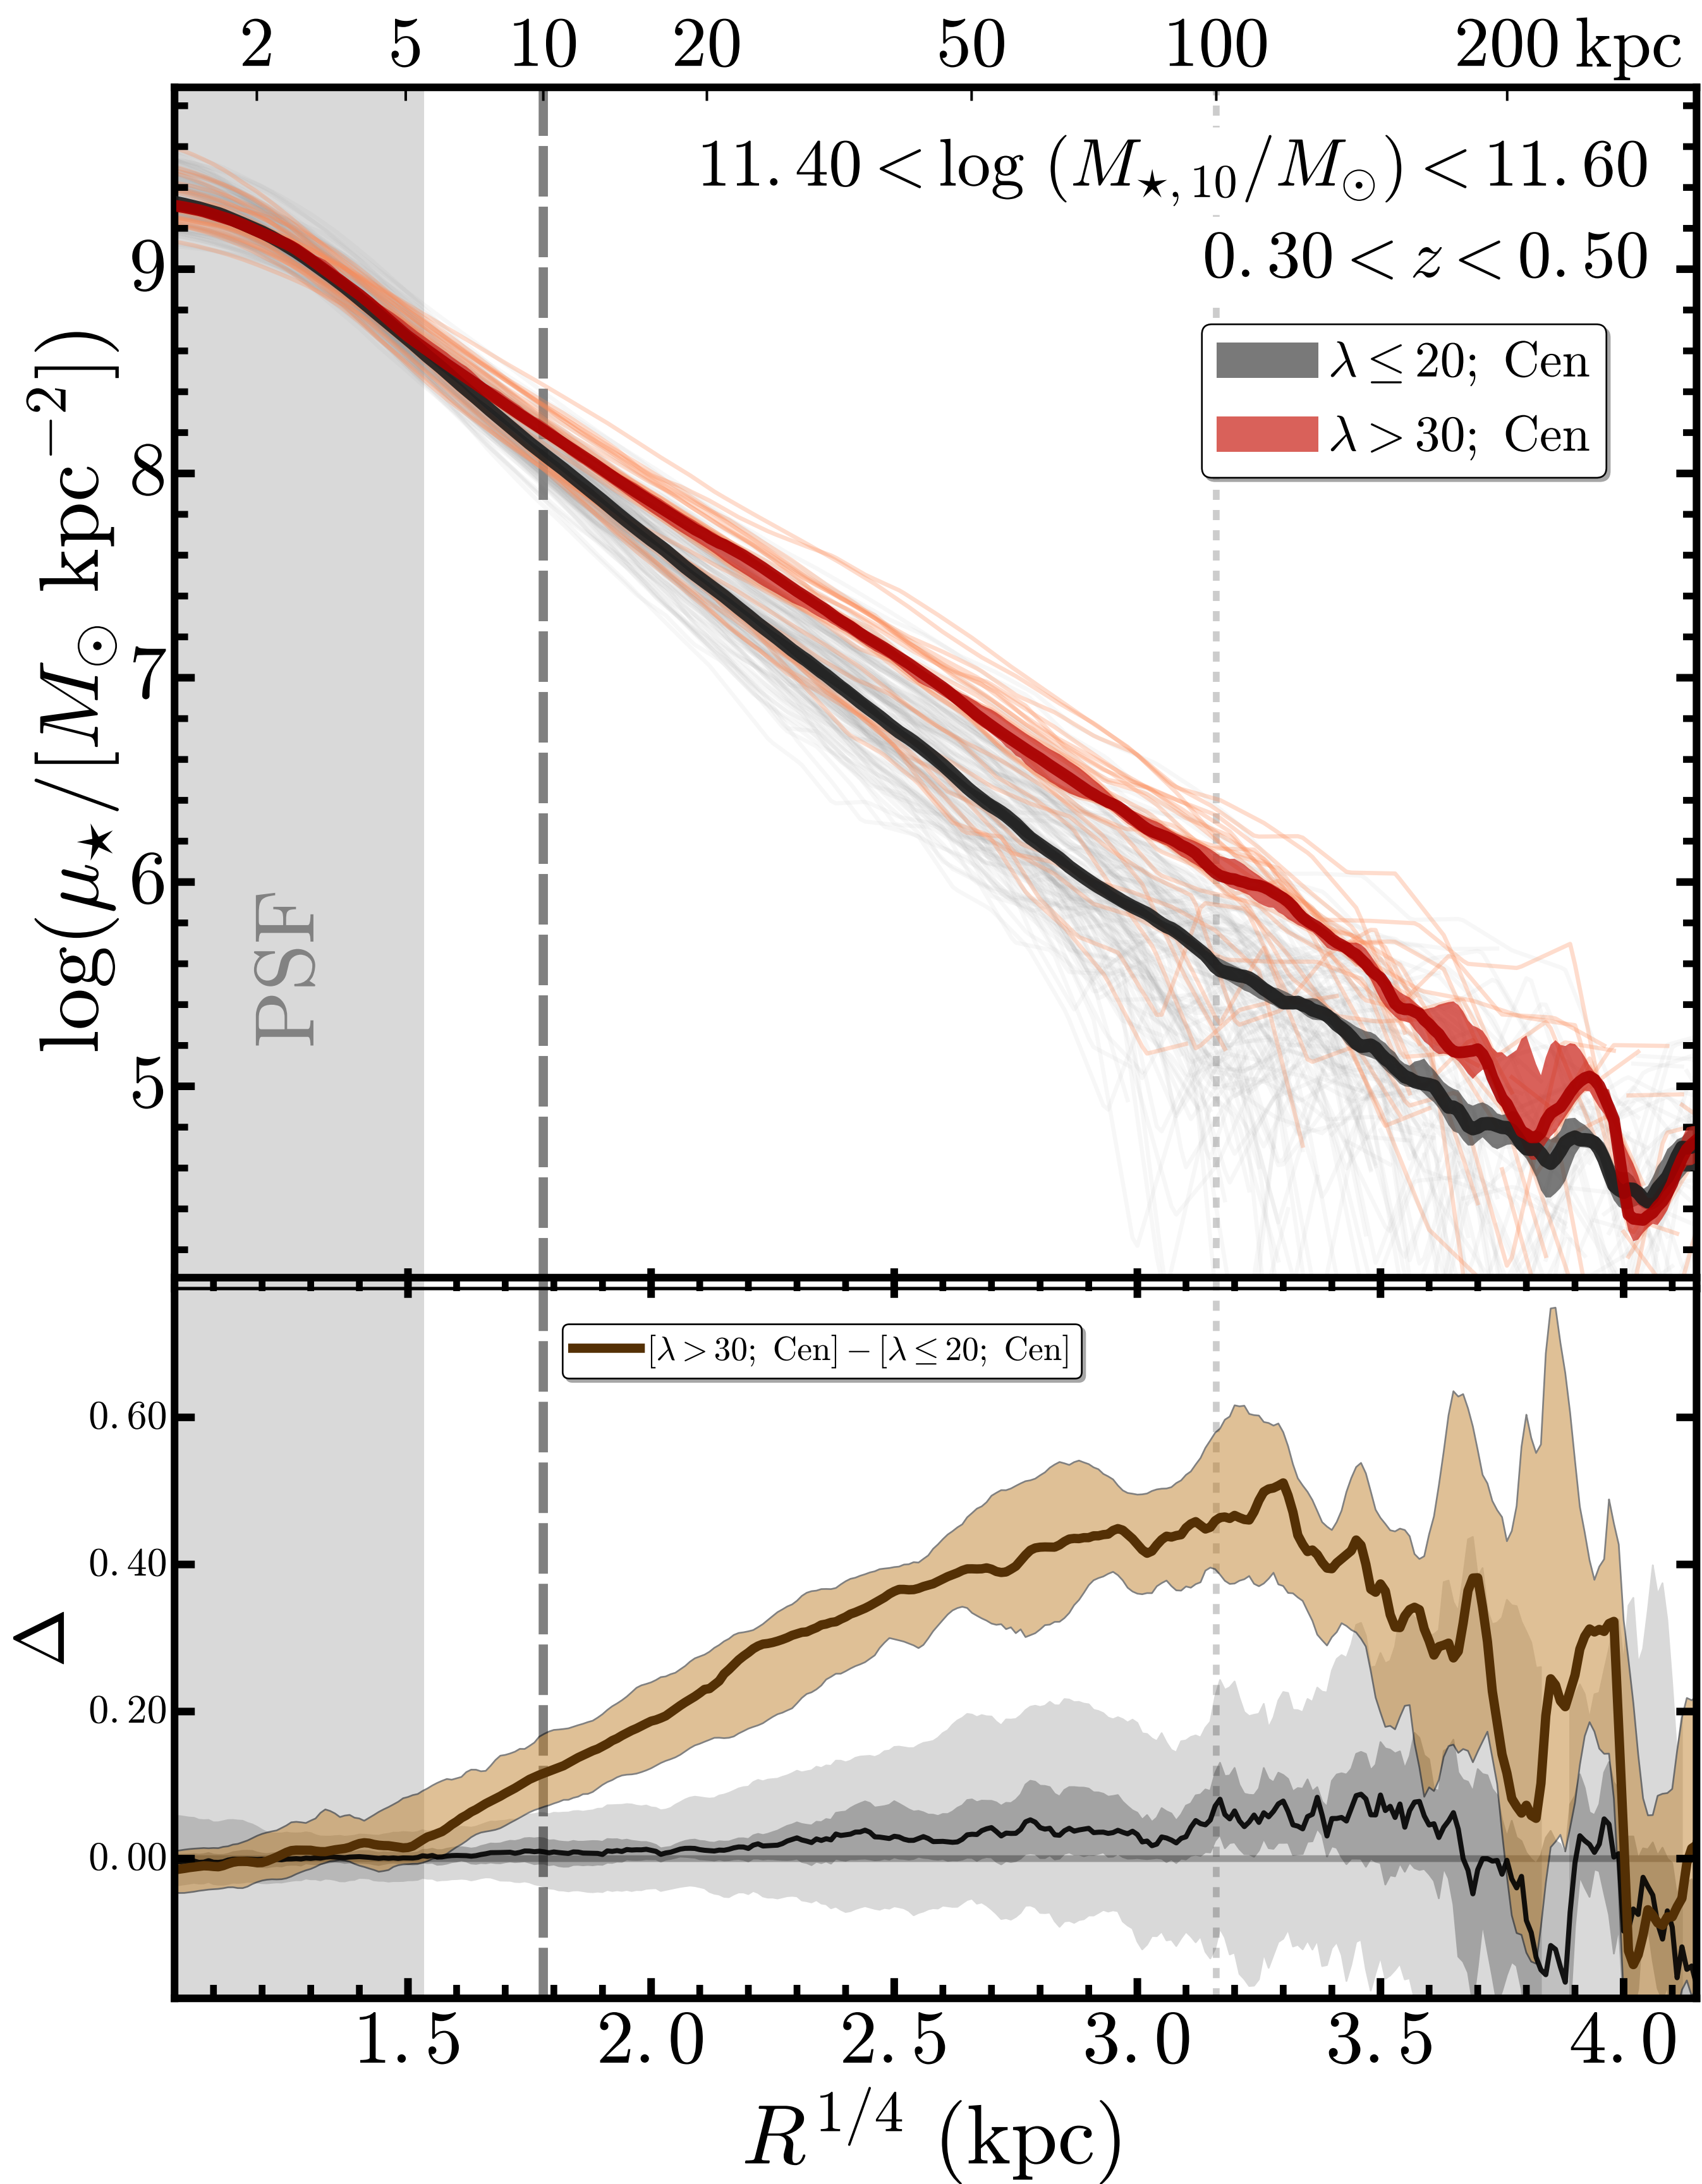 2 5 10 20 50 100 200 kpc
11.40 < log (M⋆,10/M⊙) < 11.60
0.30 < z < 0.50
λ ≤ 20; Cen
λ > 30; Cen
9
8
7
6
5
log(μ⋆/[M⊙ kpc−2])
PSF
[λ > 30; Cen] − [λ ≤ 20; Cen]
0.60
0.40
0.20
0.00
Δ
1.5 2.0 2.5 3.0 3.5 4.0
R1/4 (kpc)